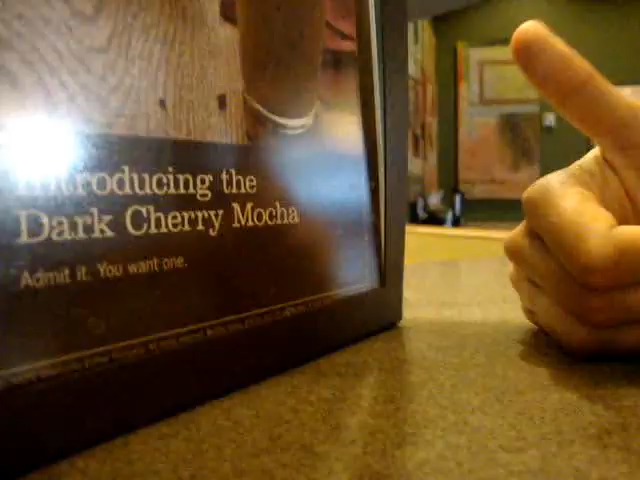 Introducing the
Dark Cherry Mocha
Admit it. You want one.